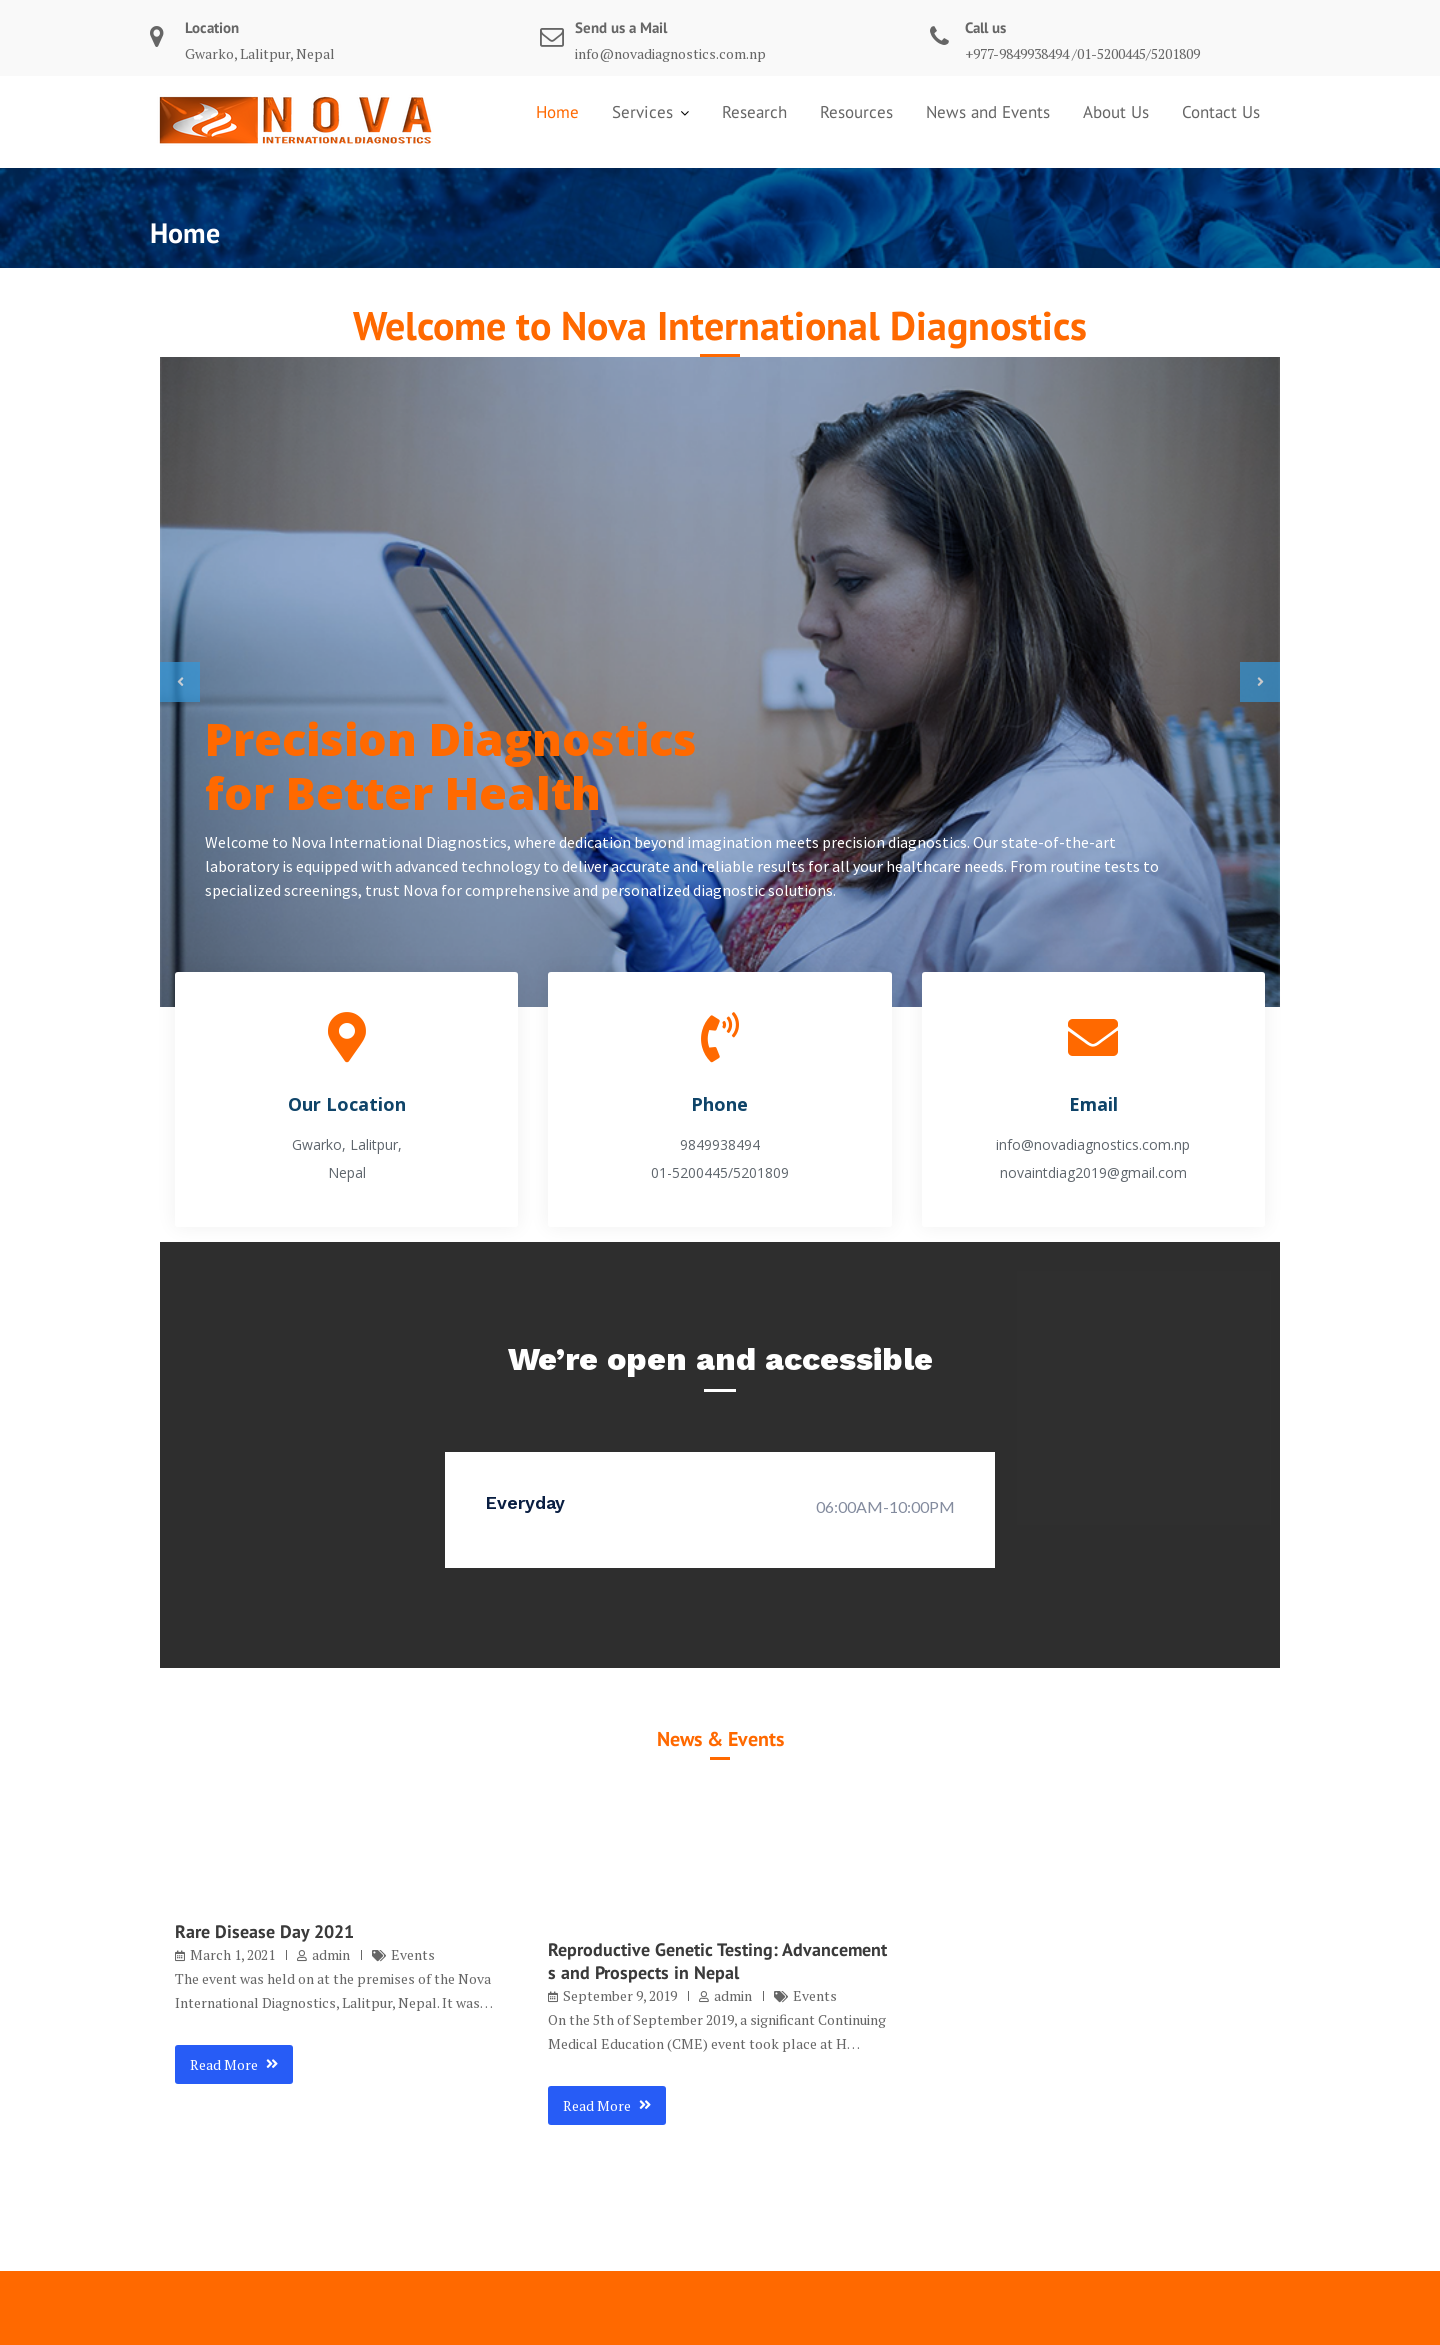 Location
Gwarko, Lalitpur, Nepal
Send us a Mail
info@novadiagnostics.com.np
Call us
+977-9849938494 /01-5200445/5201809
NOVA
INTERNATIONAL DIAGNOSTICS
Home
Services
Research
Resources
News and Events
About Us
Contact Us
Home
Welcome to Nova International Diagnostics
Precision Diagnostics
for Better Health
Welcome to Nova International Diagnostics, where dedication beyond imagination meets precision diagnostics. Our state-of-the-art
laboratory is equipped with advanced technology to deliver accurate and reliable results for all your healthcare needs. From routine tests to
specialized screenings, trust Nova for comprehensive and personalized diagnostic solutions.
Our Location
Gwarko, Lalitpur,
Nepal
Phone
9849938494
01-5200445/5201809
Email
info@novadiagnostics.com.np
novaintdiag2019@gmail.com
We’re open and accessible
Everyday
06:00AM-10:00PM
News & Events
Rare Disease Day 2021
March 1, 2021 | admin | Events
The event was held on at the premises of the Nova
International Diagnostics, Lalitpur, Nepal. It was…
Read More
Reproductive Genetic Testing: Advancement
s and Prospects in Nepal
September 9, 2019 | admin | Events
On the 5th of September 2019, a significant Continuing
Medical Education (CME) event took place at H…
Read More